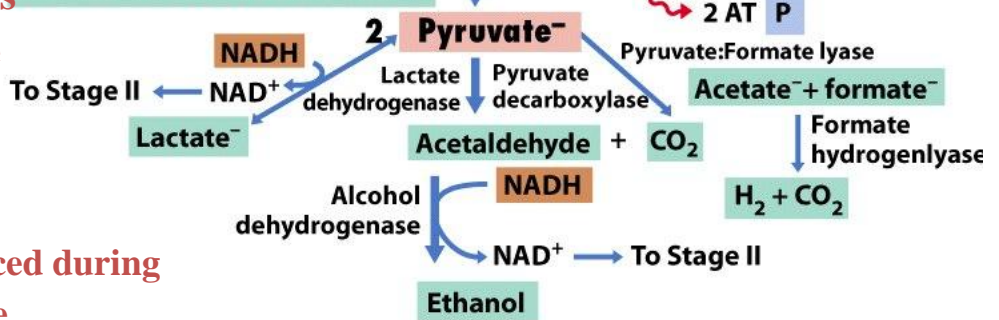 s
2 AT P
2 Pyruvate⁻
NADH
Pyruvate:Formate lyase
To Stage II
NAD⁺
Lactate dehydrogenase
Pyruvate decarboxylase
Acetate⁻ + formate⁻
Lactate⁻
Acetaldehyde + CO₂
Formate hydrogenlyase
NADH
H₂ + CO₂
Alcohol dehydrogenase
NAD⁺
To Stage II
ced during
Ethanol